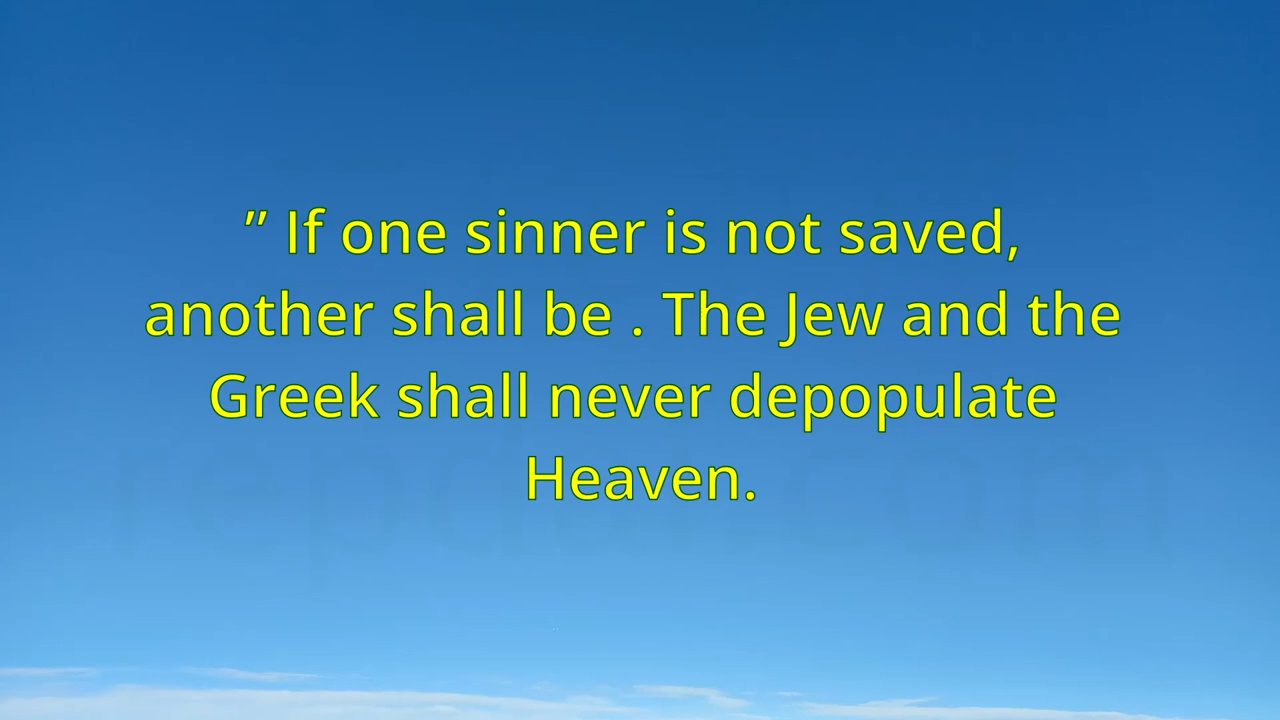 ” If one sinner is not saved,
another shall be . The Jew and the
Greek shall never depopulate
Heaven.